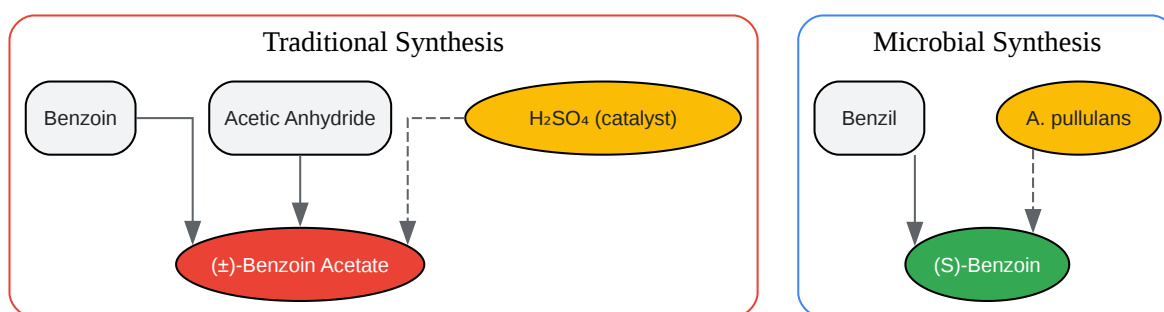 Traditional Synthesis
Microbial Synthesis
Benzoin
Acetic Anhydride
H₂SO₄ (catalyst)
Benzil
A. pullulans
(±)-Benzoin Acetate
(S)-Benzoin